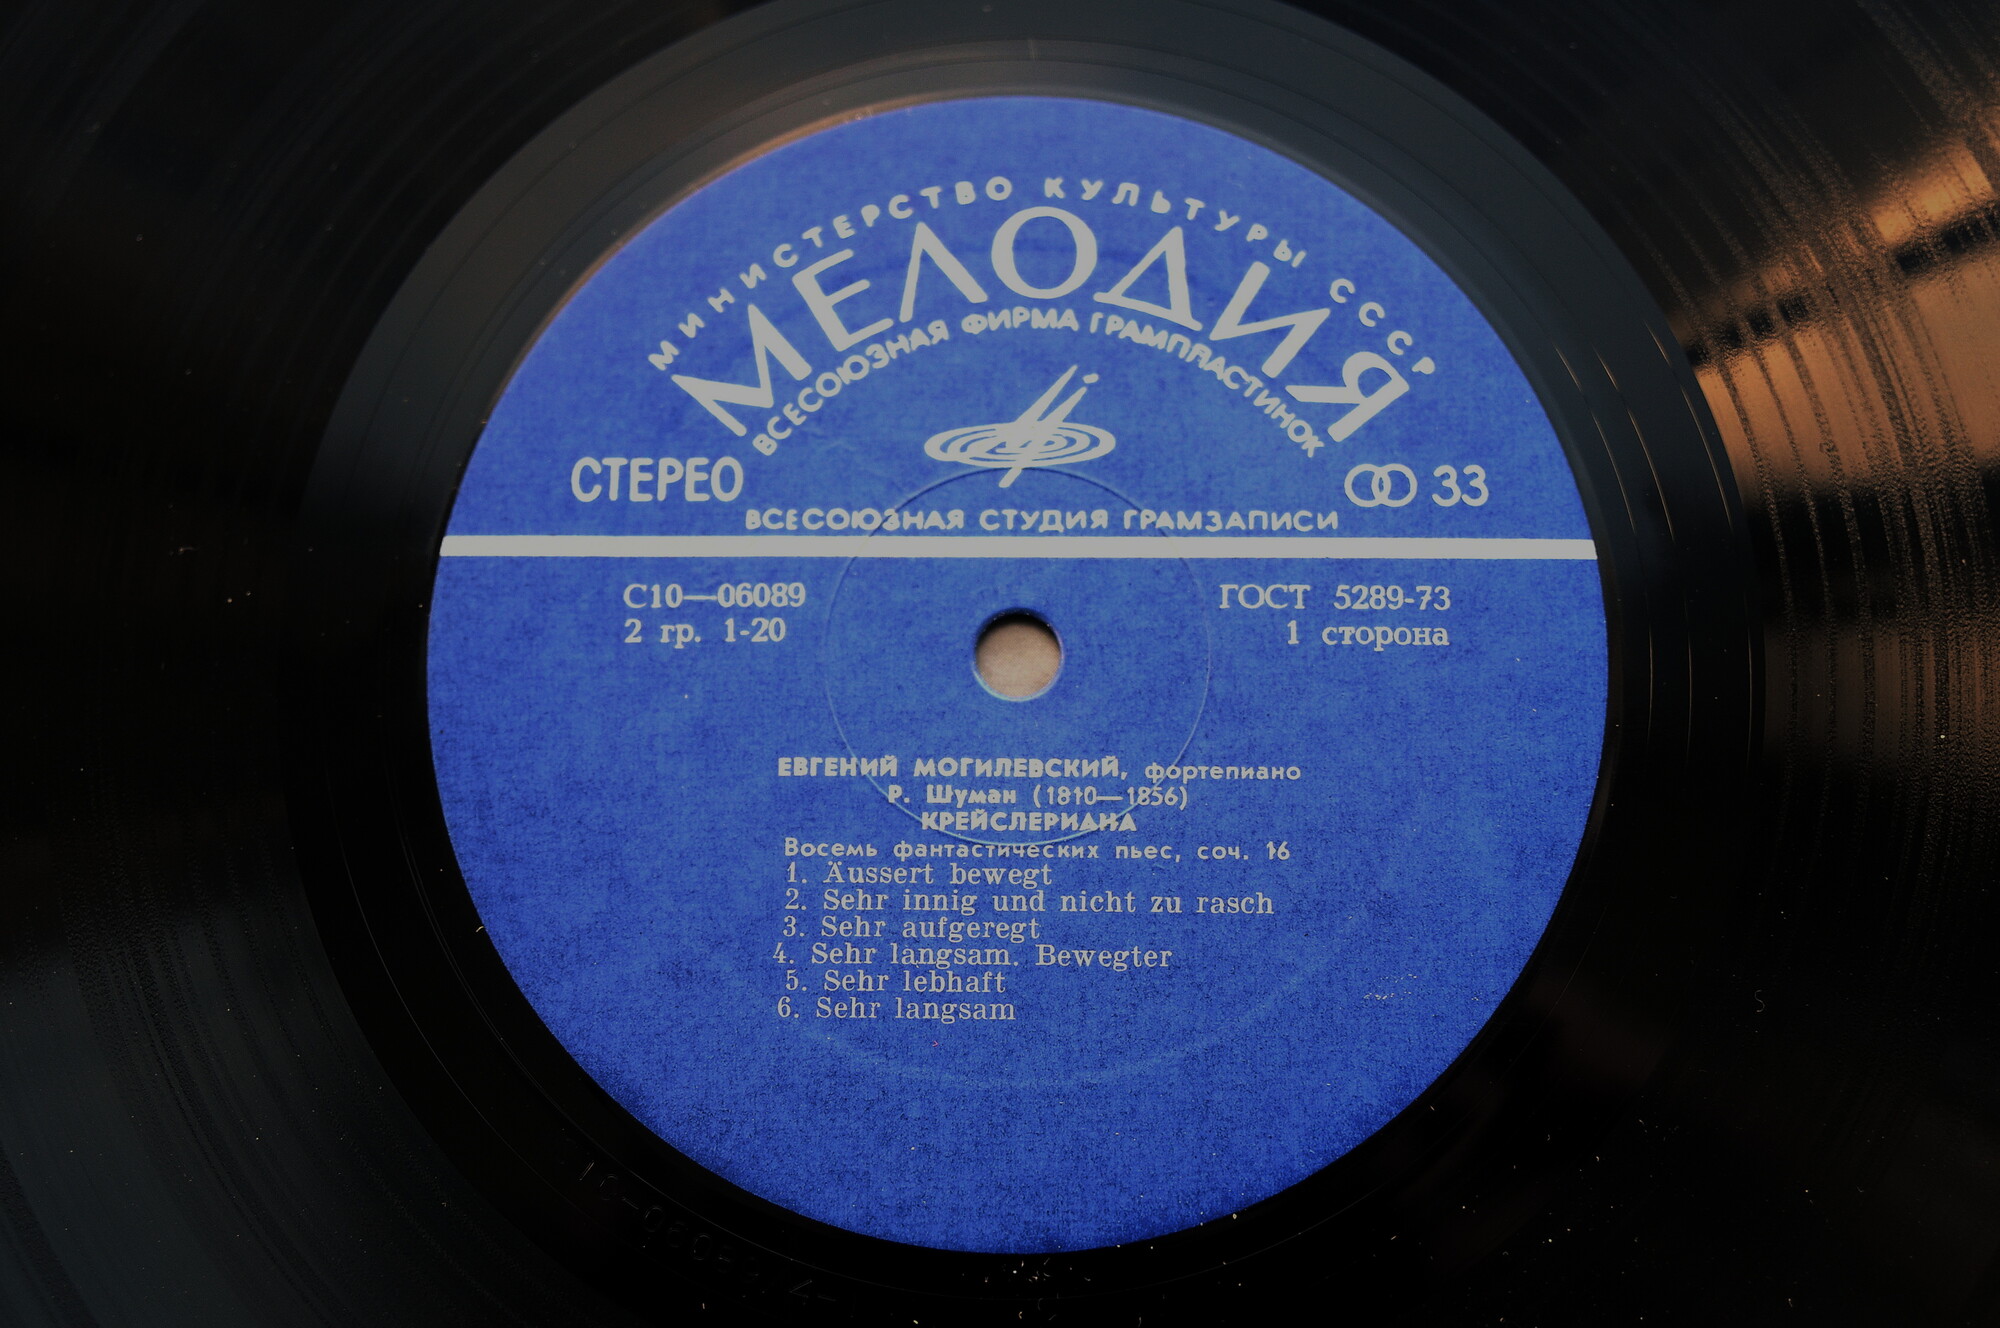 МИНИСТЕРСТВО КУЛЬТУРЫ СССР
МЕЛОДИЯ
ВСЕСОЮЗНАЯ ФИРМА ГРАМПЛАСТИНОК
СТЕРЕО
33
ВСЕСОЮЗНАЯ СТУДИЯ ГРАМЗАПИСИ
С10—06089
ГОСТ 5289-73
2 гр. 1-20
1 сторона
ЕВГЕНИЙ МОГИЛЕВСКИЙ, фортепиано
Р. Шуман (1810—1856)
КРЕЙСЛЕРИАНА
Восемь фантастических пьес, соч. 16
1. Äussert bewegt
2. Sehr innig und nicht zu rasch
3. Sehr aufgeregt
4. Sehr langsam. Bewegter
5. Sehr lebhaft
6. Sehr langsam